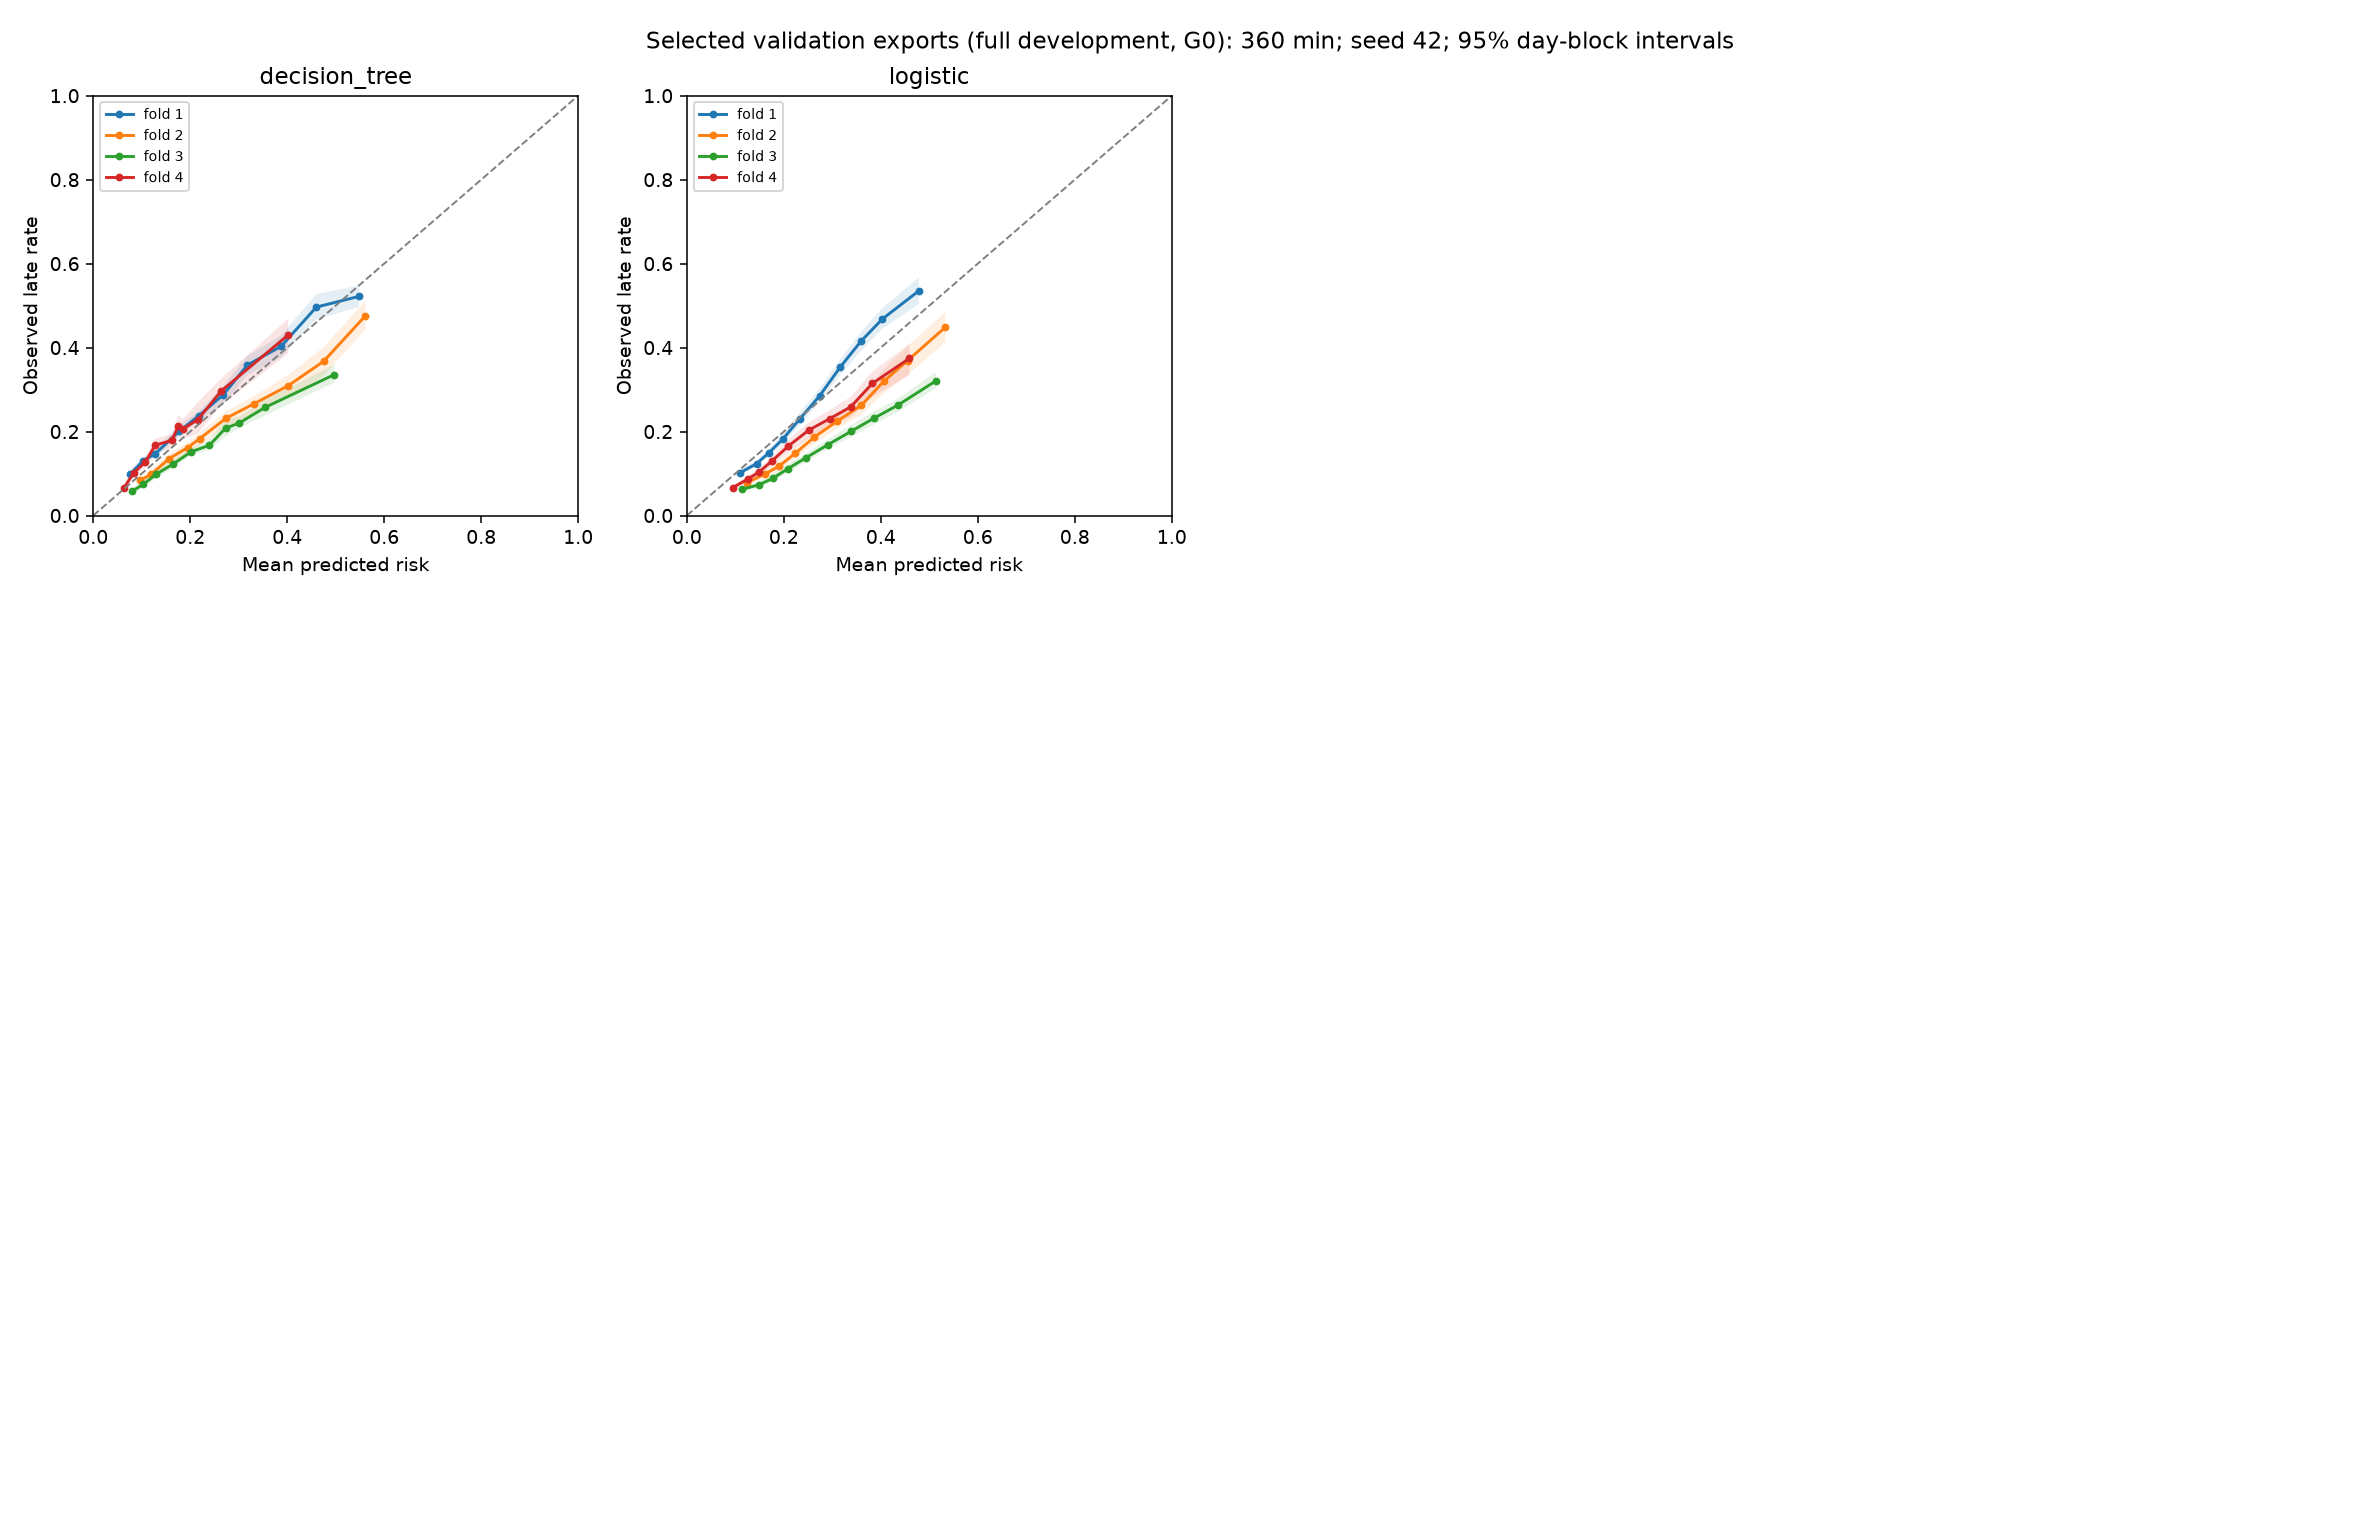 Selected validation exports (full development, G0): 360 min; seed 42; 95% day-block intervals
decision_tree
1.0
0.8
0.6
0.4
0.2
0.0
Observed late rate
fold 1
fold 2
fold 3
fold 4
0.0 0.2 0.4 0.6 0.8 1.0
Mean predicted risk
logistic
1.0
0.8
0.6
0.4
0.2
0.0
Observed late rate
fold 1
fold 2
fold 3
fold 4
0.0 0.2 0.4 0.6 0.8 1.0
Mean predicted risk